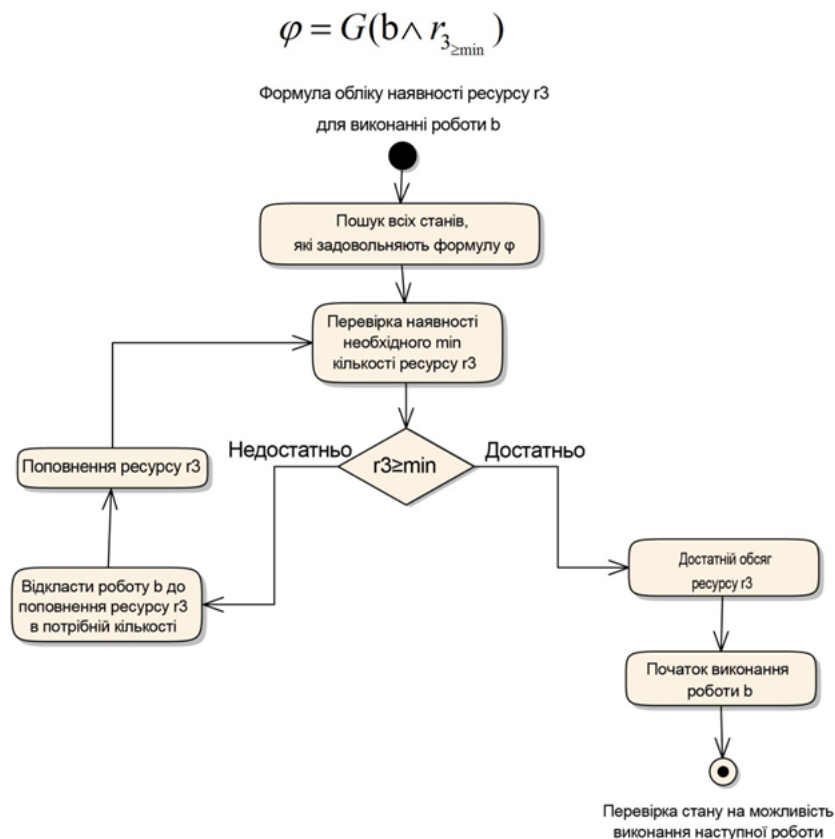 φ = G(b∧ r₃≥min )
Формула обліку наявності ресурсу r3
для виконанні роботи b
Пошук всіх станів,
які задовольняють формулу φ
Перевірка наявності
необхідного min
кількості ресурсу r3
Недостатньо
Достатньо
r3≥min
Поповнення ресурсу r3
Відкласти роботу b до
поповнення ресурсу r3
в потрібній кількості
Достатній обсяг
ресурсу r3
Початок виконання
роботи b
Перевірка стану на можливість
виконання наступної роботи